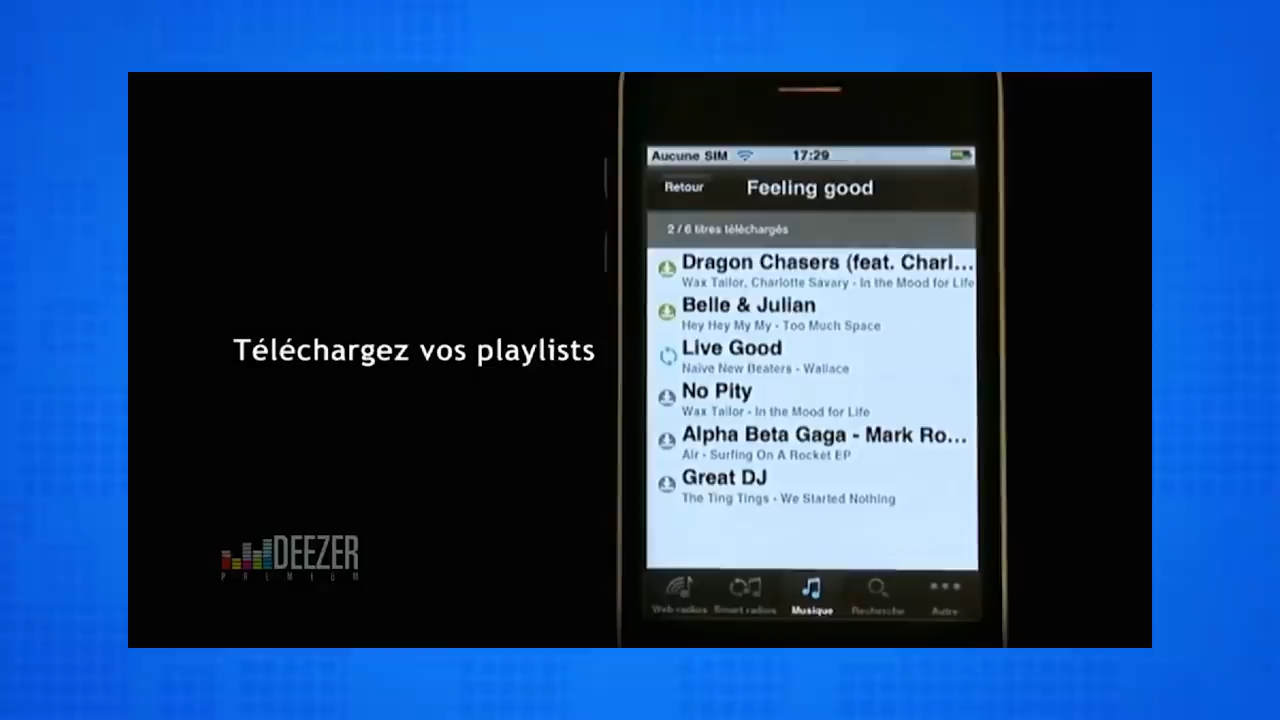 Téléchargez vos playlists
DEEZER
PREMIUM
Aucune SIM 17:29
Retour Feeling good
2 / 6 titres téléchargés
Dragon Chasers (feat. Charl...
Wax Tailor, Charlotte Savary - In the Mood for Life
Belle & Julian
Hey Hey My My - Too Much Space
Live Good
Naïve New Beaters - Wallace
No Pity
Wax Tailor - In the Mood for Life
Alpha Beta Gaga - Mark Ro...
Air - Surfing On A Rocket EP
Great DJ
The Ting Tings - We Started Nothing
Web radios Smart radios Musique Recherche Autre